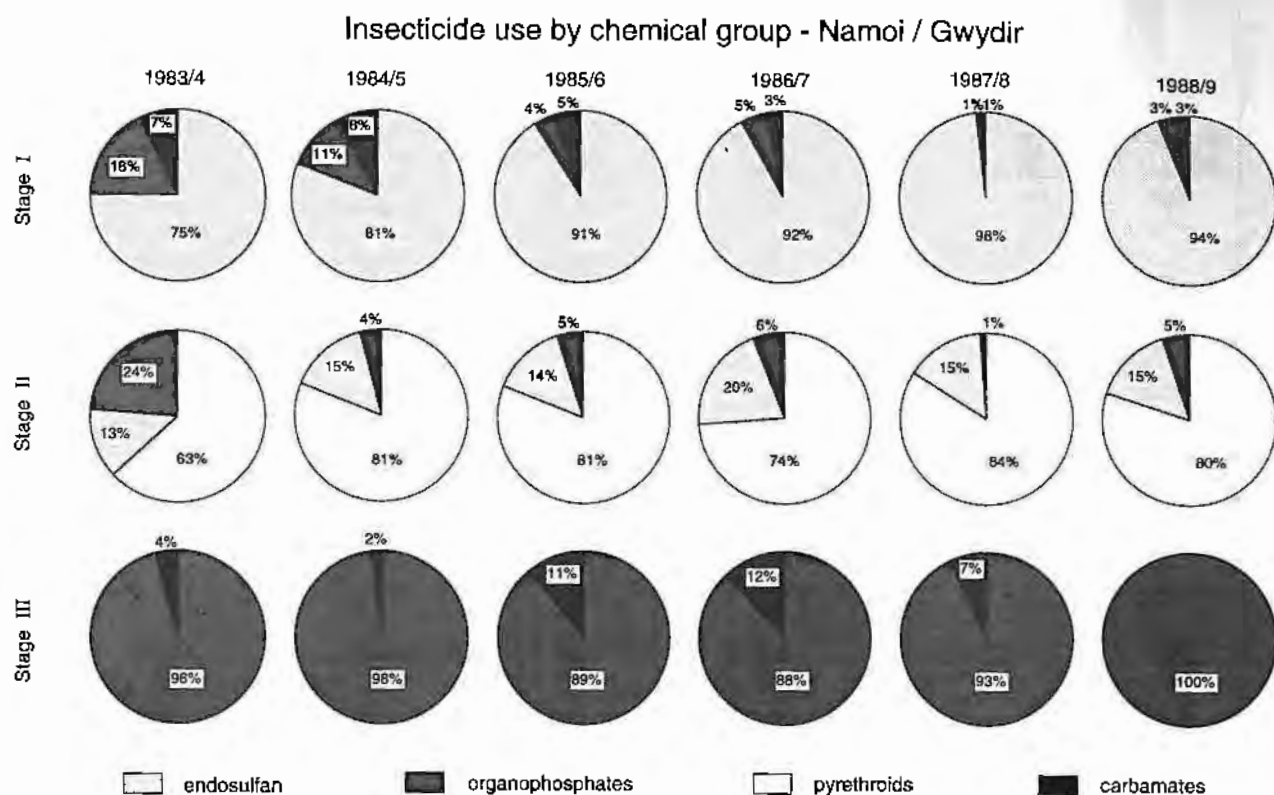 Insecticide use by chemical group - Namoi / Gwydir
1983/4 1984/5 1985/6 1986/7 1987/8 1988/9
Stage I
7% 8% 4% 5% 5% 3% 1% 1% 3% 3%
18% 11%
75% 81% 91% 92% 98% 94%
Stage II
4% 5% 6% 1% 5%
24% 15% 14% 20% 15% 15%
13%
63% 81% 81% 74% 84% 80%
Stage III
4% 2% 11% 12% 7%
96% 98% 89% 88% 93% 100%
endosulfan organophosphates pyrethroids carbamates